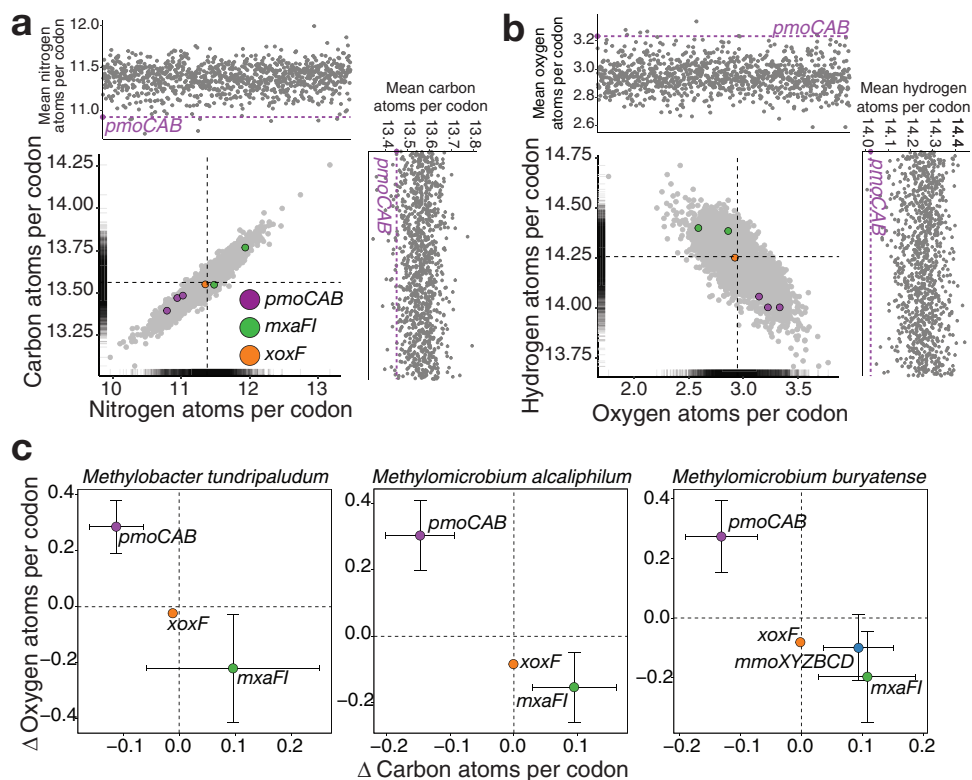 a
Mean nitrogen
atoms per codon
12.0
11.5
11.0
pmoCAB
Mean carbon
atoms per codon
13.4
13.5
13.6
13.7
13.8
pmoCAB
Carbon atoms per codon
14.25
14.00
13.75
13.50
13.25
pmoCAB
mxaFI
xoxF
10
11
12
13
Nitrogen atoms per codon
b
Mean oxygen
atoms per codon
3.2
3.0
2.8
2.6
pmoCAB
Mean hydrogen
atoms per codon
14.0
14.1
14.2
14.3
14.4
pmoCAB
Hydrogen atoms per codon
14.75
14.50
14.25
14.00
13.75
2.0
2.5
3.0
3.5
Oxygen atoms per codon
c
Methylobacter tundripaludum
Methylomicrobium alcaliphilum
Methylomicrobium buryatense
Δ Oxygen atoms per codon
0.4
0.2
0.0
−0.2
−0.4
pmoCAB
xoxF
mxaFI
−0.1
0.0
0.1
0.2
0.4
0.2
0.0
−0.2
pmoCAB
xoxF
mxaFI
−0.2
−0.1
0.0
0.1
0.4
0.2
0.0
−0.2
pmoCAB
xoxF
mmoXYZBCD
mxaFI
−0.2
−0.1
0.0
0.1
0.2
Δ Carbon atoms per codon